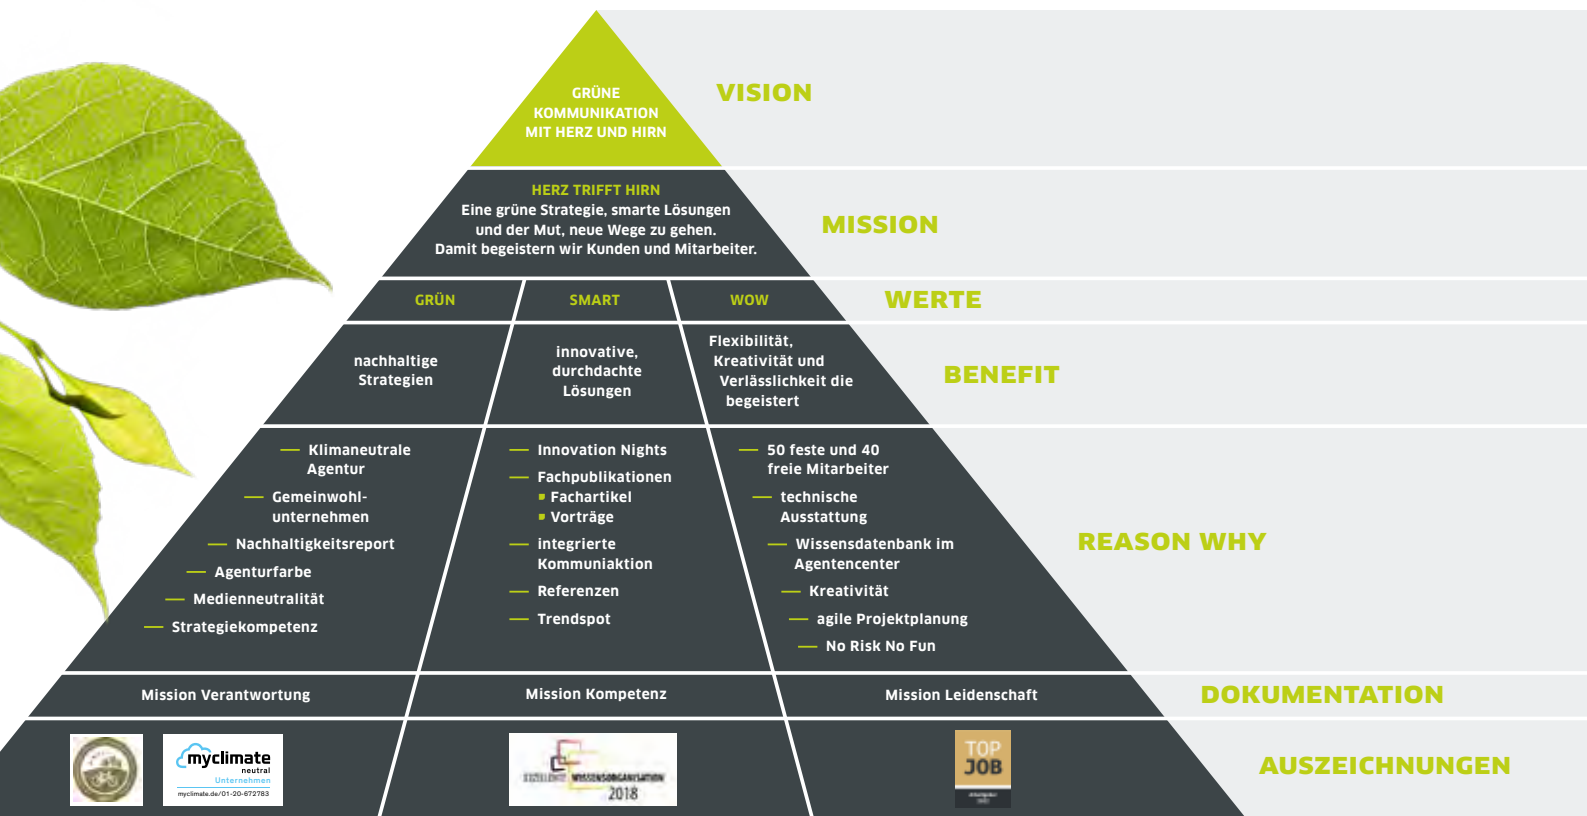 GRÜNE
KOMMUNIKATION
MIT HERZ UND HIRN
VISION
HERZ TRIFFT HIRN
Eine grüne Strategie, smarte Lösungen
und der Mut, neue Wege zu gehen.
Damit begeistern wir Kunden und Mitarbeiter.
MISSION
GRÜN
SMART
WOW
WERTE
nachhaltige
Strategien
innovative,
durchdachte
Lösungen
Flexibilität,
Kreativität und
Verlässlichkeit die
begeistert
BENEFIT
— Klimaneutrale
Agentur
— Gemeinwohl-
unternehmen
— Nachhaltigkeitsreport
— Agenturfarbe
— Medienneutralität
— Strategiekompetenz
— Innovation Nights
— Fachpublikationen
Fachartikel
Vorträge
— integrierte
Kommuniaktion
— Referenzen
— Trendspot
— 50 feste und 40
freie Mitarbeiter
— technische
Ausstattung
— Wissensdatenbank im
Agentencenter
— Kreativität
— agile Projektplanung
— No Risk No Fun
REASON WHY
Mission Verantwortung
Mission Kompetenz
Mission Leidenschaft
DOKUMENTATION
myclimate
neutral
Unternehmen
myclimate.de/01-20-672783
EXZELLENTE WISSENSORGANISATION
2018
TOP
JOB
AUSZEICHNUNGEN